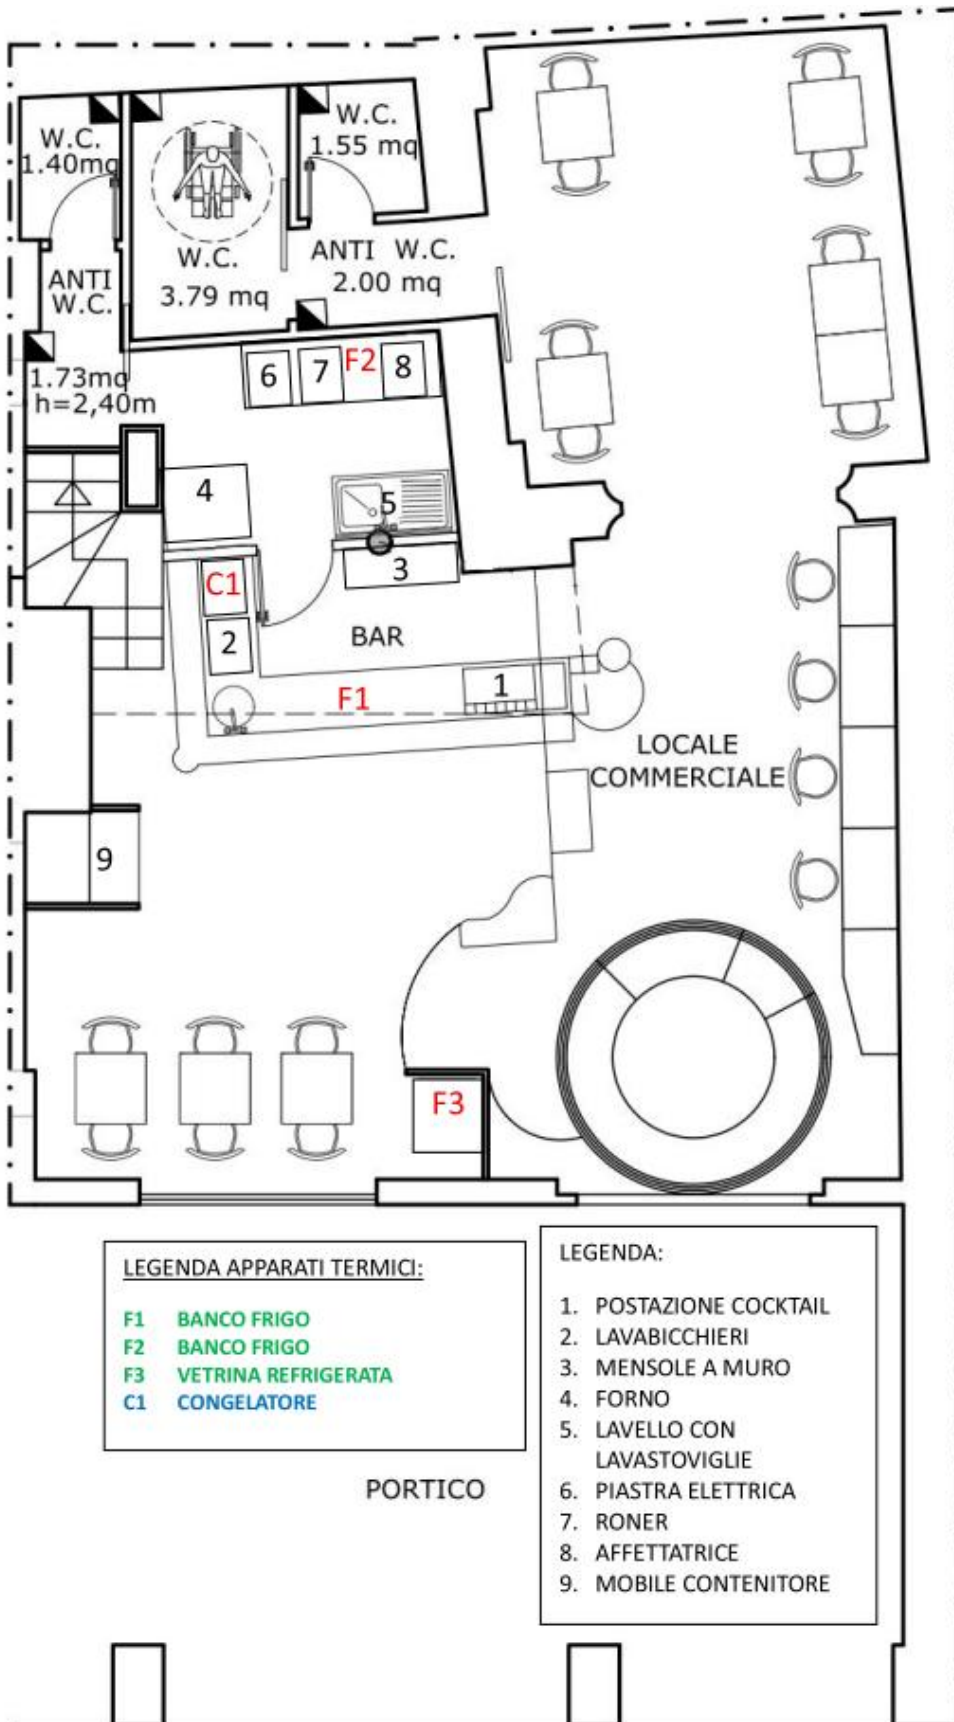 W.C.
1.40mq
W.C.
1.55 mq
W.C.
3.79 mq
ANTI W.C.
2.00 mq
ANTI
W.C.
1.73mq
h=2,40m
6
7
F2
8
4
5
3
C1
2
BAR
F1
1
LOCALE
COMMERCIALE
9
F3
LEGENDA APPARATI TERMICI:
F1 BANCO FRIGO
F2 BANCO FRIGO
F3 VETRINA REFRIGERATA
C1 CONGELATORE
LEGENDA:
1. POSTAZIONE COCKTAIL
2. LAVABICCHIERI
3. MENSOLE A MURO
4. FORNO
5. LAVELLO CON
LAVASTOVIGLIE
6. PIASTRA ELETTRICA
7. RONER
8. AFFETTATRICE
9. MOBILE CONTENITORE
PORTICO